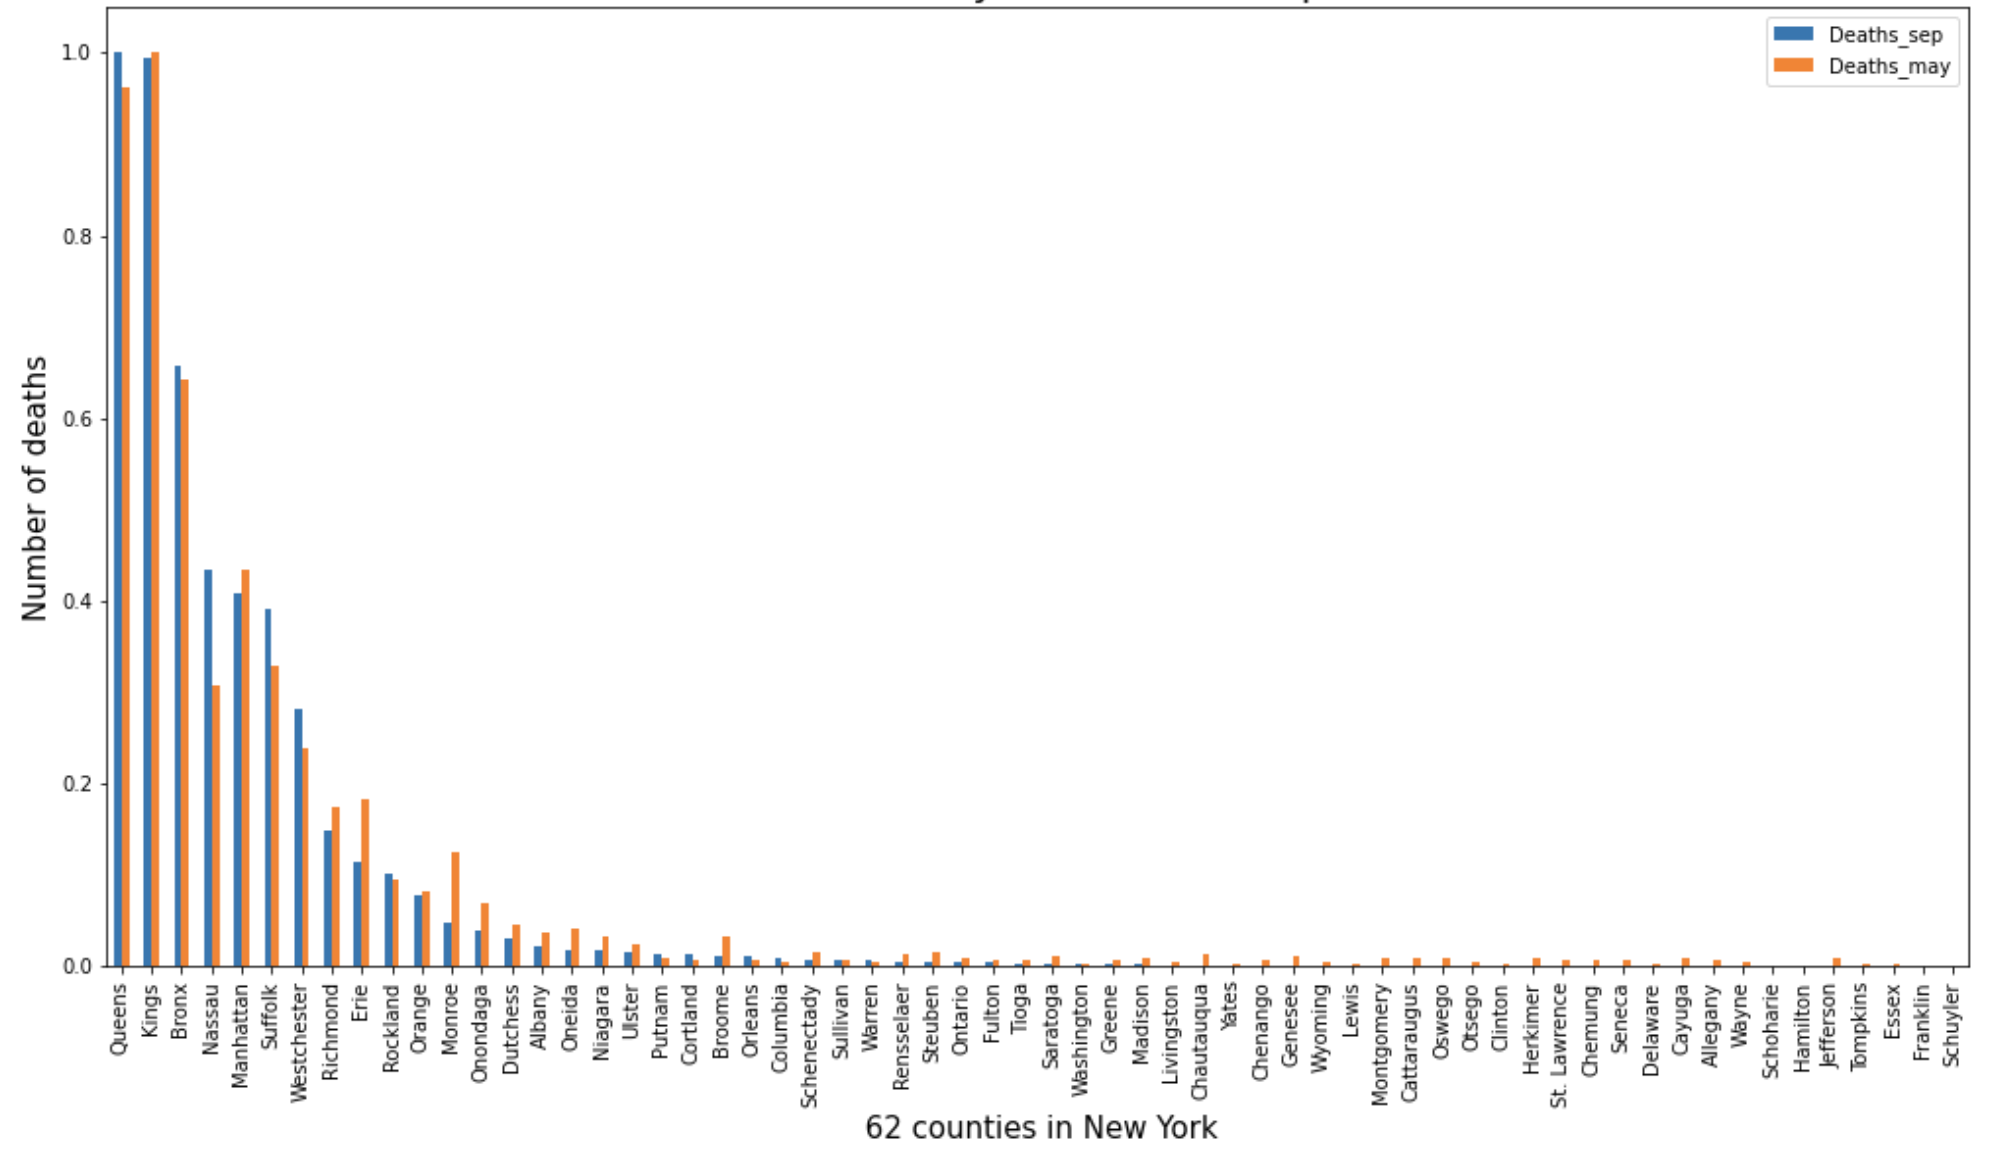 Deaths_sep
Deaths_may
1.0
0.8
0.6
0.4
0.2
0.0
Number of deaths
Queens
Kings
Bronx
Nassau
Manhattan
Suffolk
Westchester
Richmond
Erie
Rockland
Orange
Monroe
Onondaga
Dutchess
Albany
Oneida
Niagara
Ulster
Putnam
Cortland
Broome
Orleans
Columbia
Schenectady
Sullivan
Warren
Rensselaer
Steuben
Ontario
Fulton
Tioga
Saratoga
Washington
Greene
Madison
Livingston
Chautauqua
Yates
Chenango
Genesee
Wyoming
Lewis
Montgomery
Cattaraugus
Oswego
Otsego
Clinton
Herkimer
St. Lawrence
Chemung
Seneca
Delaware
Cayuga
Allegany
Wayne
Schoharie
Hamilton
Jefferson
Tompkins
Essex
Franklin
Schuyler
62 counties in New York